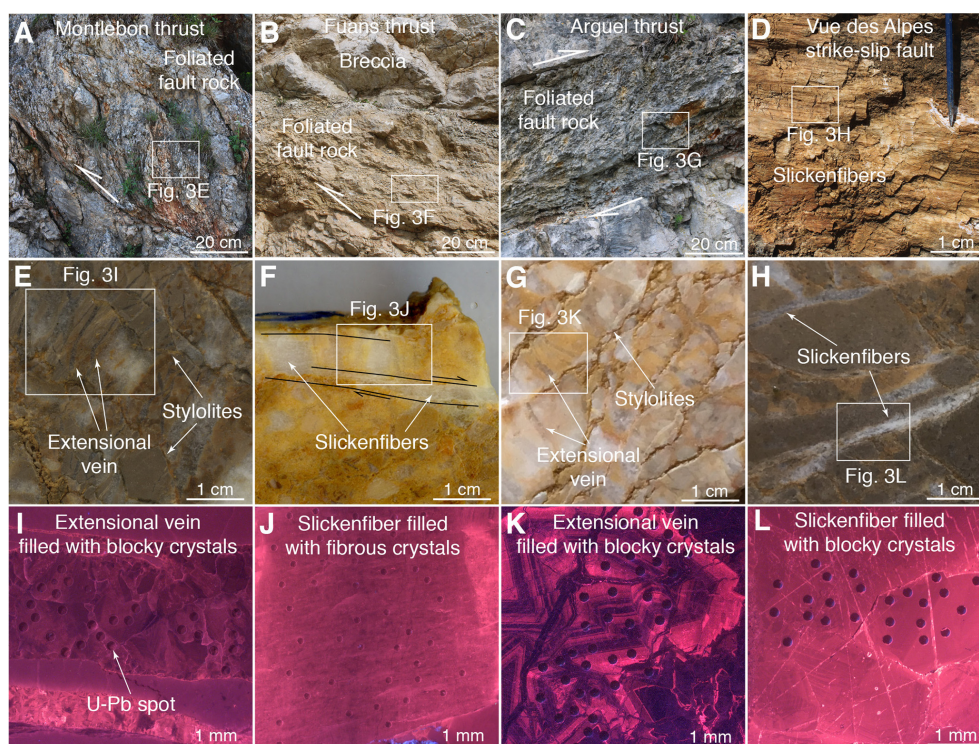 A
Montlebon thrust
Foliated
fault rock
Fig. 3E
20 cm
B
Fuans thrust
Breccia
Foliated
fault rock
Fig. 3F
20 cm
C
Arguel thrust
Foliated
fault rock
Fig. 3G
20 cm
D
Vue des Alpes
strike-slip fault
Fig. 3H
Slickenfibers
1 cm
E
Fig. 3I
Stylolites
Extensional
vein
1 cm
F
Fig. 3J
Slickenfibers
1 cm
G
Fig. 3K
Stylolites
Extensional
vein
1 cm
H
Slickenfibers
Fig. 3L
1 cm
I
Extensional vein
filled with blocky crystals
U-Pb spot
1 mm
J
Slickenfiber filled
with fibrous crystals
1 mm
K
Extensional vein
filled with blocky crystals
1 mm
L
Slickenfiber filled
with blocky crystals
1 mm